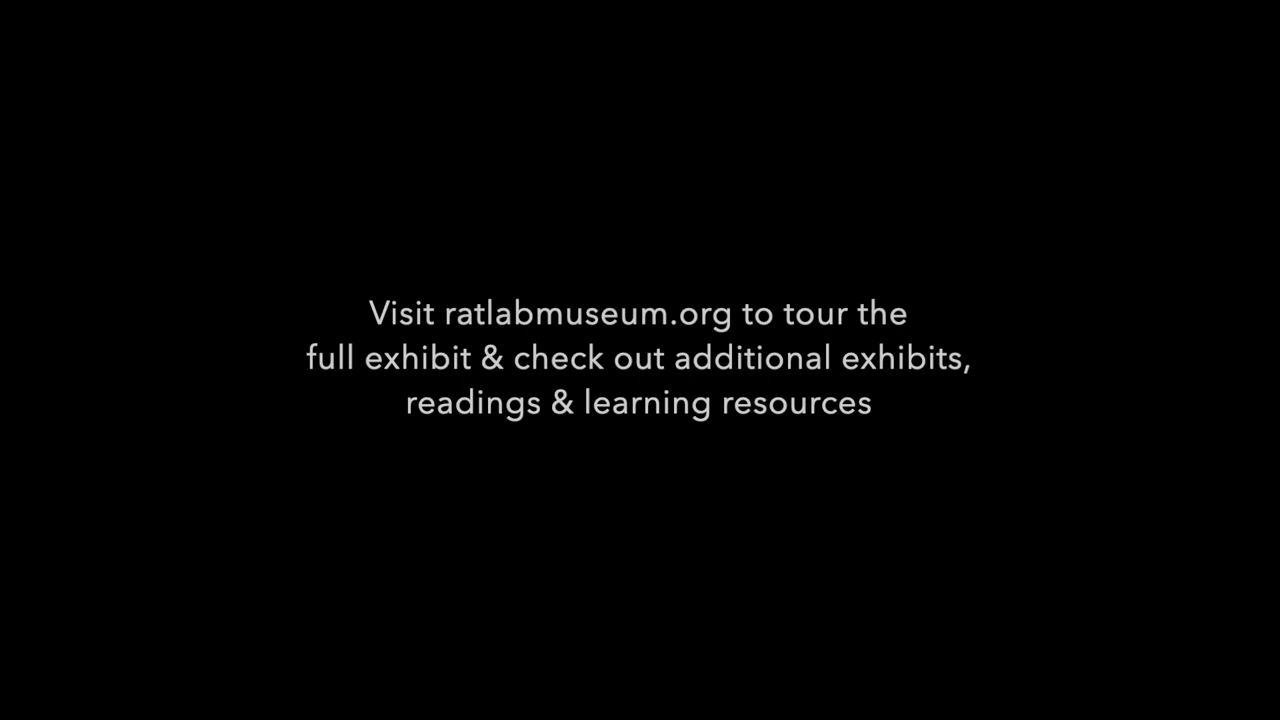 Visit ratlabmuseum.org to tour the
full exhibit & check out additional exhibits,
readings & learning resources